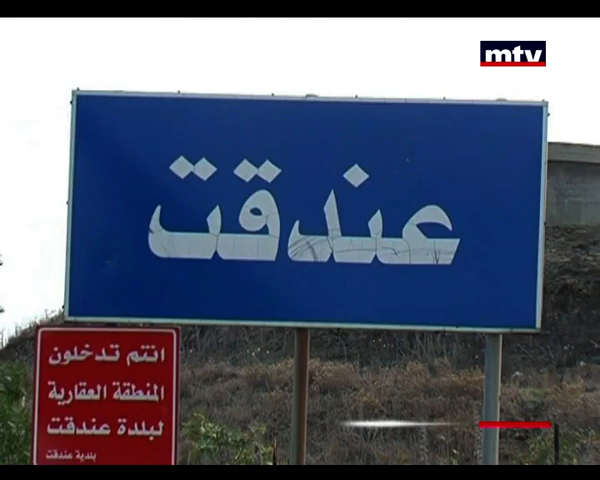 mtv
عندقت
انتم تدخلون
المنطقة العقارية
لبلدة عندقت
بلدية عندقت